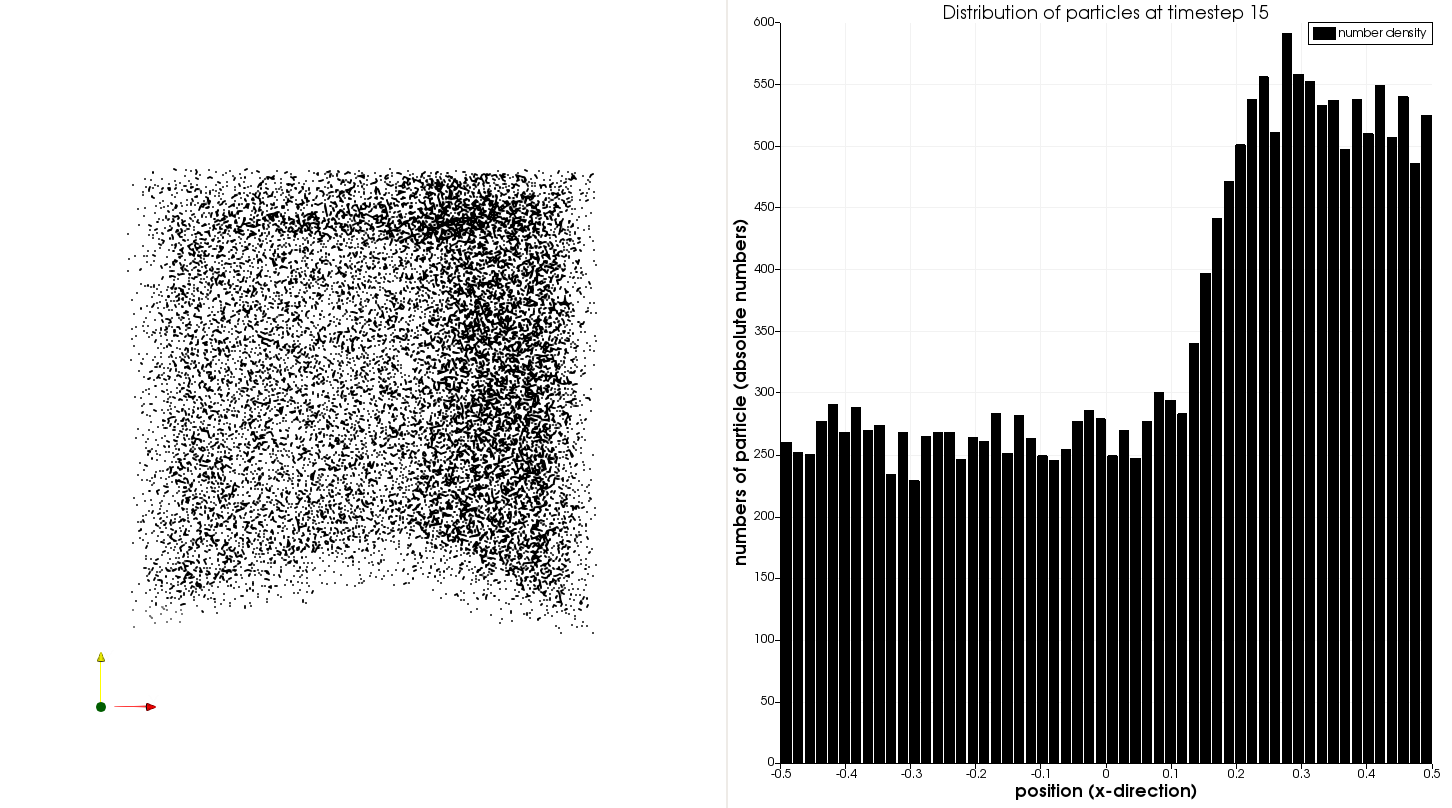 Distribution of particles at timestep 15
number density
numbers of particle (absolute numbers)
600
550
500
450
400
350
300
250
200
150
100
50
0
-0.5 -0.4 -0.3 -0.2 -0.1 0 0.1 0.2 0.3 0.4 0.5
position (x-direction)